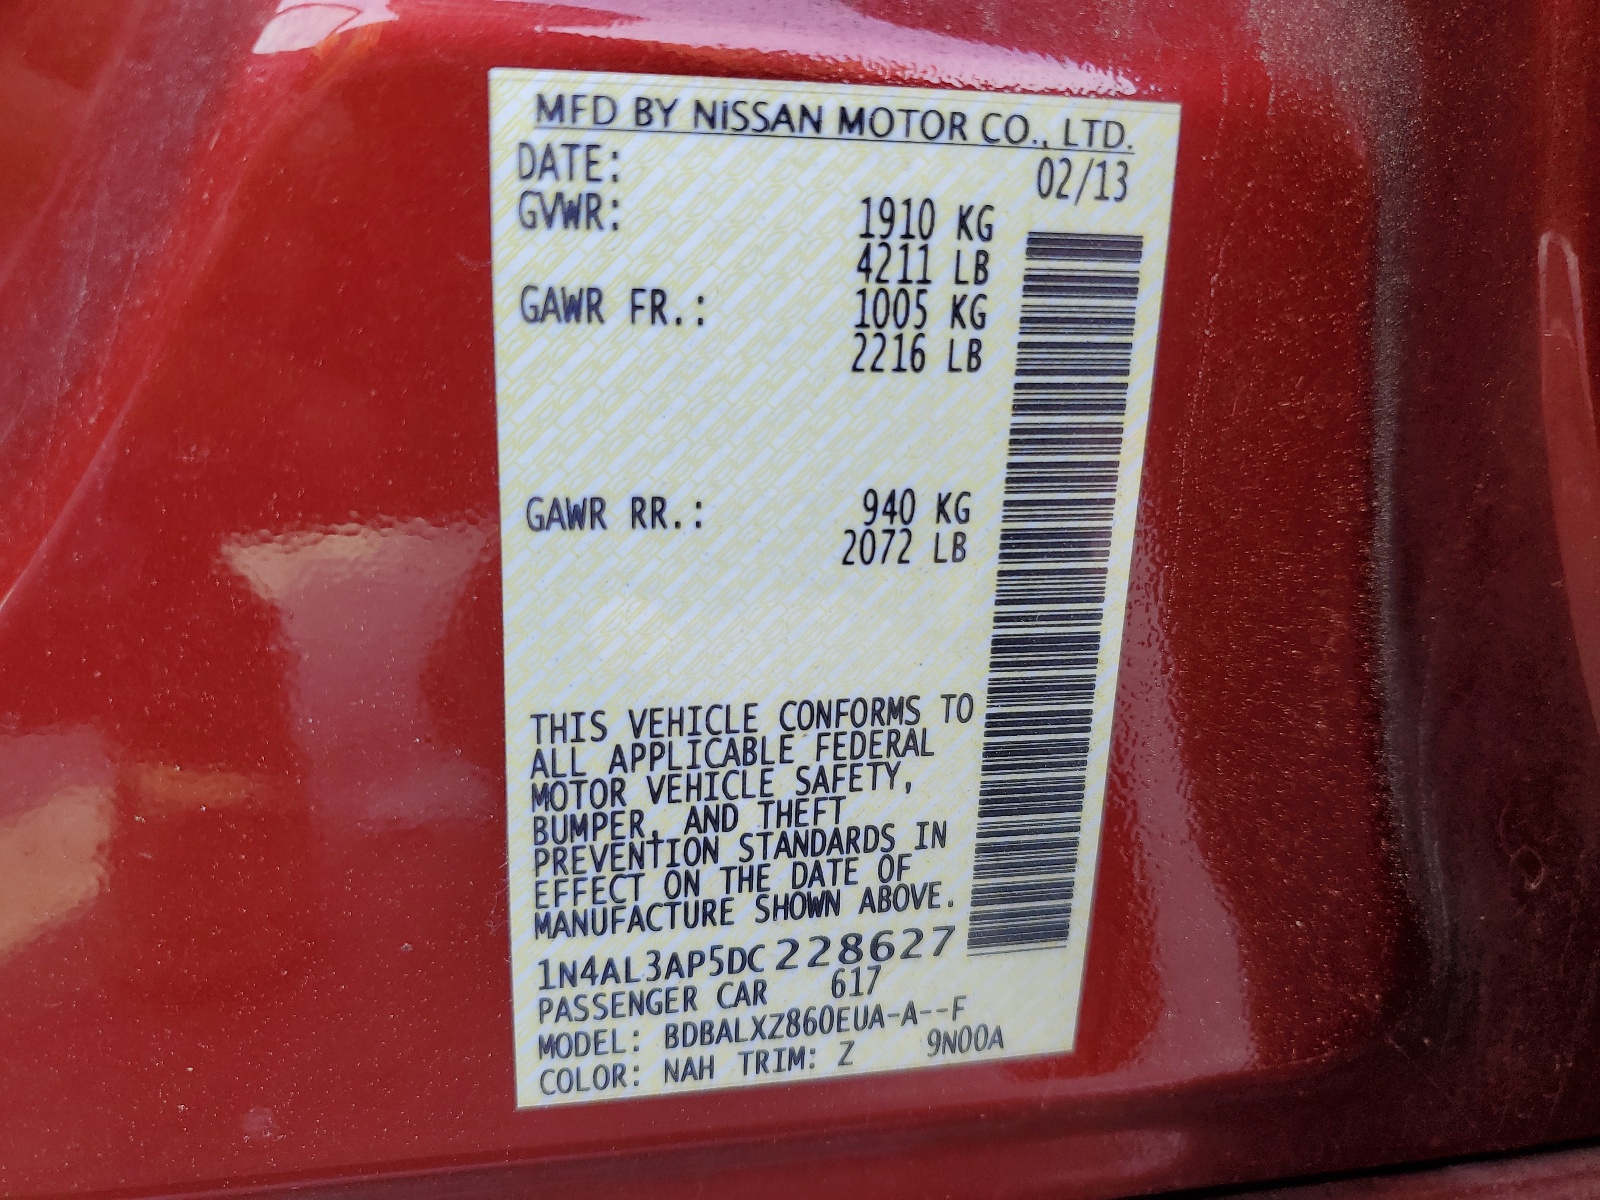 MFD BY NiSSAN MOTOR CO., LTD.
DATE: 02/13
GVWR: 1910 KG
4211 LB
GAWR FR.: 1005 KG
2216 LB
GAWR RR.: 940 KG
2072 LB
THIS VEHICLE CONFORMS TO
ALL APPLICABLE FEDERAL
MOTOR VEHICLE SAFETY,
BUMPER, AND THEFT
PREVENTION STANDARDS IN
EFFECT ON THE DATE OF
MANUFACTURE SHOWN ABOVE.
1N4AL3AP5DC228627
PASSENGER CAR 617
MODEL: BDBALXZ860EUA-A--F
COLOR: NAH TRIM: Z 9N00A